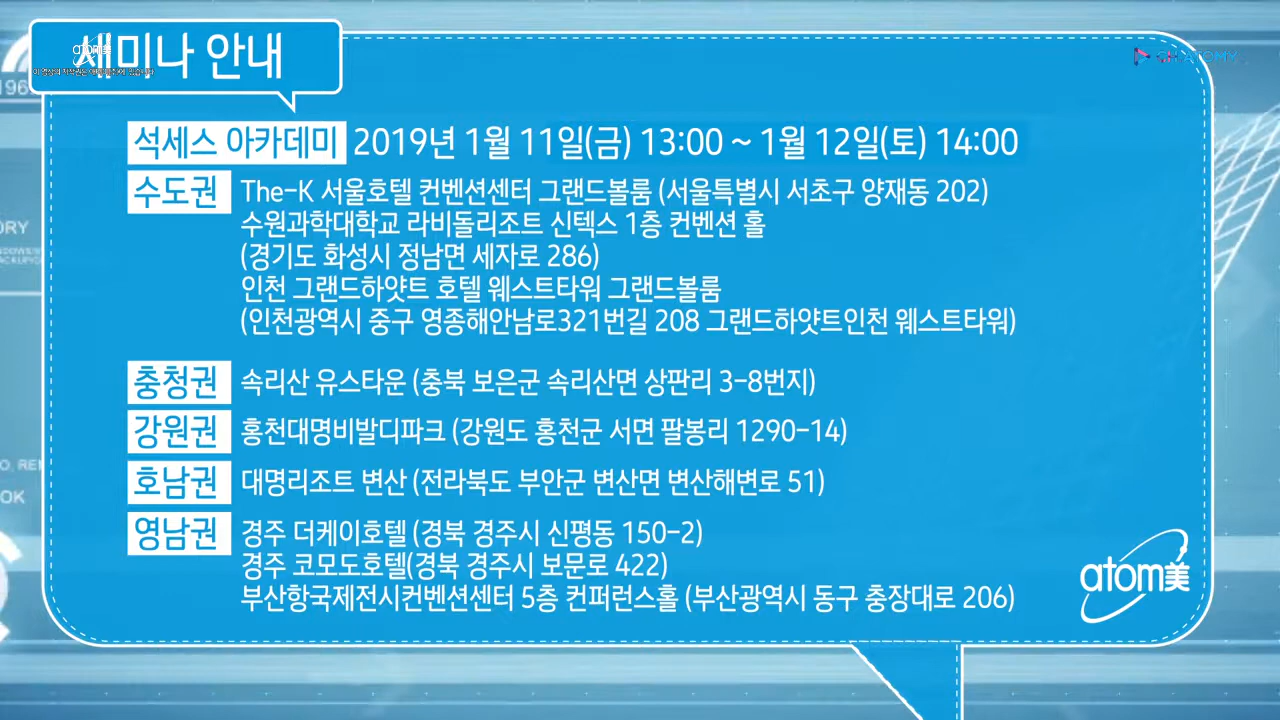 세미나 안내
atom美
CHATOMY
196
석세스 아카데미 2019년 1월 11일(금) 13:00 ~ 1월 12일(토) 14:00
수도권 The-K 서울호텔 컨벤션센터 그랜드볼룸 (서울특별시 서초구 양재동 202)
수원과학대학교 라비돌리조트 신텍스 1층 컨벤션 홀
(경기도 화성시 정남면 세자로 286)
인천 그랜드하얏트 호텔 웨스트타워 그랜드볼룸
(인천광역시 중구 영종해안남로321번길 208 그랜드하얏트인천 웨스트타워)
충청권 속리산 유스타운 (충북 보은군 속리산면 상판리 3-8번지)
강원권 홍천대명비발디파크 (강원도 홍천군 서면 팔봉리 1290-14)
호남권 대명리조트 변산 (전라북도 부안군 변산면 변산해변로 51)
영남권 경주 더케이호텔 (경북 경주시 신평동 150-2)
경주 코모도호텔(경북 경주시 보문로 422)
부산항국제전시컨벤션센터 5층 컨퍼런스홀 (부산광역시 동구 충장대로 206)
atom美